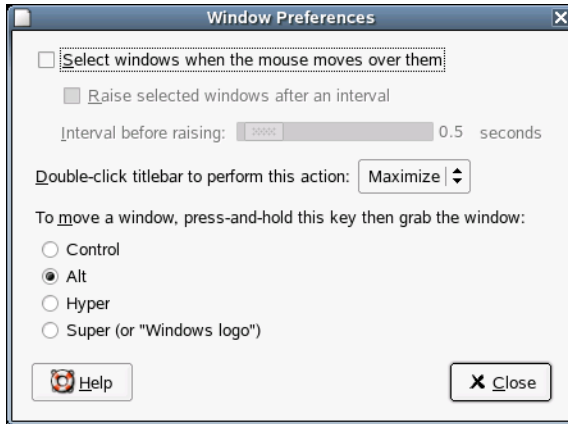 Window Preferences
Select windows when the mouse moves over them
Raise selected windows after an interval
Interval before raising: 0.5 seconds
Double-click titlebar to perform this action: Maximize
To move a window, press-and-hold this key then grab the window:
Control
Alt
Hyper
Super (or "Windows logo")
Help Close